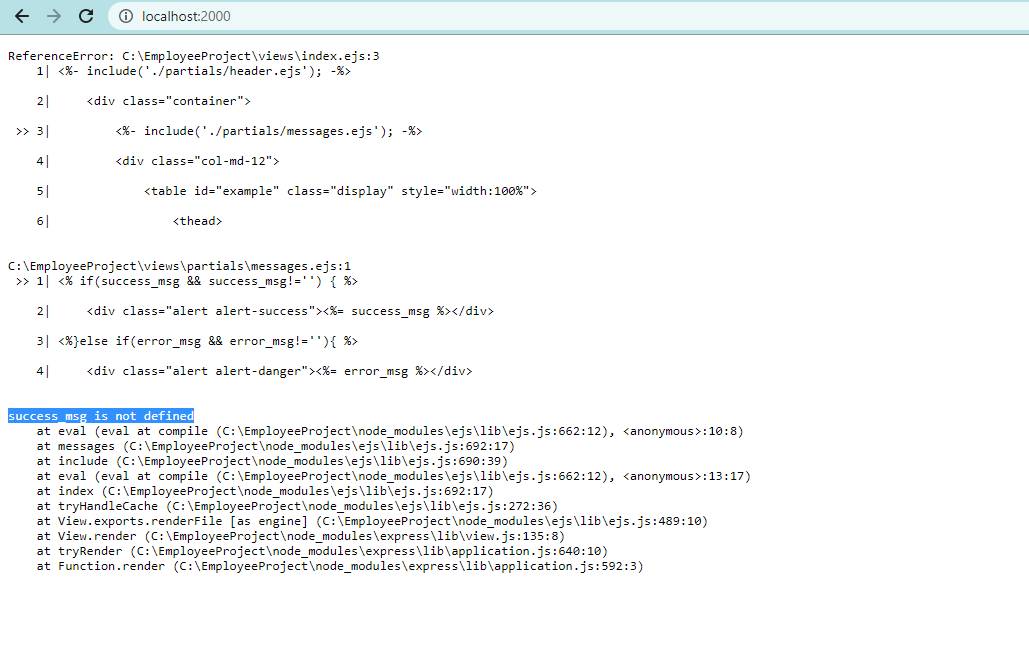 localhost:2000
ReferenceError: C:\EmployeeProject\views\index.ejs:3
1| <%- include('./partials/header.ejs'); -%>
2| <div class="container">
>> 3| <%- include('./partials/messages.ejs'); -%>
4| <div class="col-md-12">
5| <table id="example" class="display" style="width:100%">
6| <thead>
C:\EmployeeProject\views\partials\messages.ejs:1
>> 1| <% if(success_msg && success_msg!='') { %>
2| <div class="alert alert-success"><%= success_msg %></div>
3| <%}else if(error_msg && error_msg!=''){ %>
4| <div class="alert alert-danger"><%= error_msg %></div>
success_msg is not defined
at eval (eval at compile (C:\EmployeeProject\node_modules\ejs\lib\ejs.js:662:12), <anonymous>:10:8)
at messages (C:\EmployeeProject\node_modules\ejs\lib\ejs.js:692:17)
at include (C:\EmployeeProject\node_modules\ejs\lib\ejs.js:690:39)
at eval (eval at compile (C:\EmployeeProject\node_modules\ejs\lib\ejs.js:662:12), <anonymous>:13:17)
at index (C:\EmployeeProject\node_modules\ejs\lib\ejs.js:692:17)
at tryHandleCache (C:\EmployeeProject\node_modules\ejs\lib\ejs.js:272:36)
at View.exports.renderFile [as engine] (C:\EmployeeProject\node_modules\ejs\lib\ejs.js:489:10)
at View.render (C:\EmployeeProject\node_modules\express\lib\view.js:135:8)
at tryRender (C:\EmployeeProject\node_modules\express\lib\application.js:640:10)
at Function.render (C:\EmployeeProject\node_modules\express\lib\application.js:592:3)